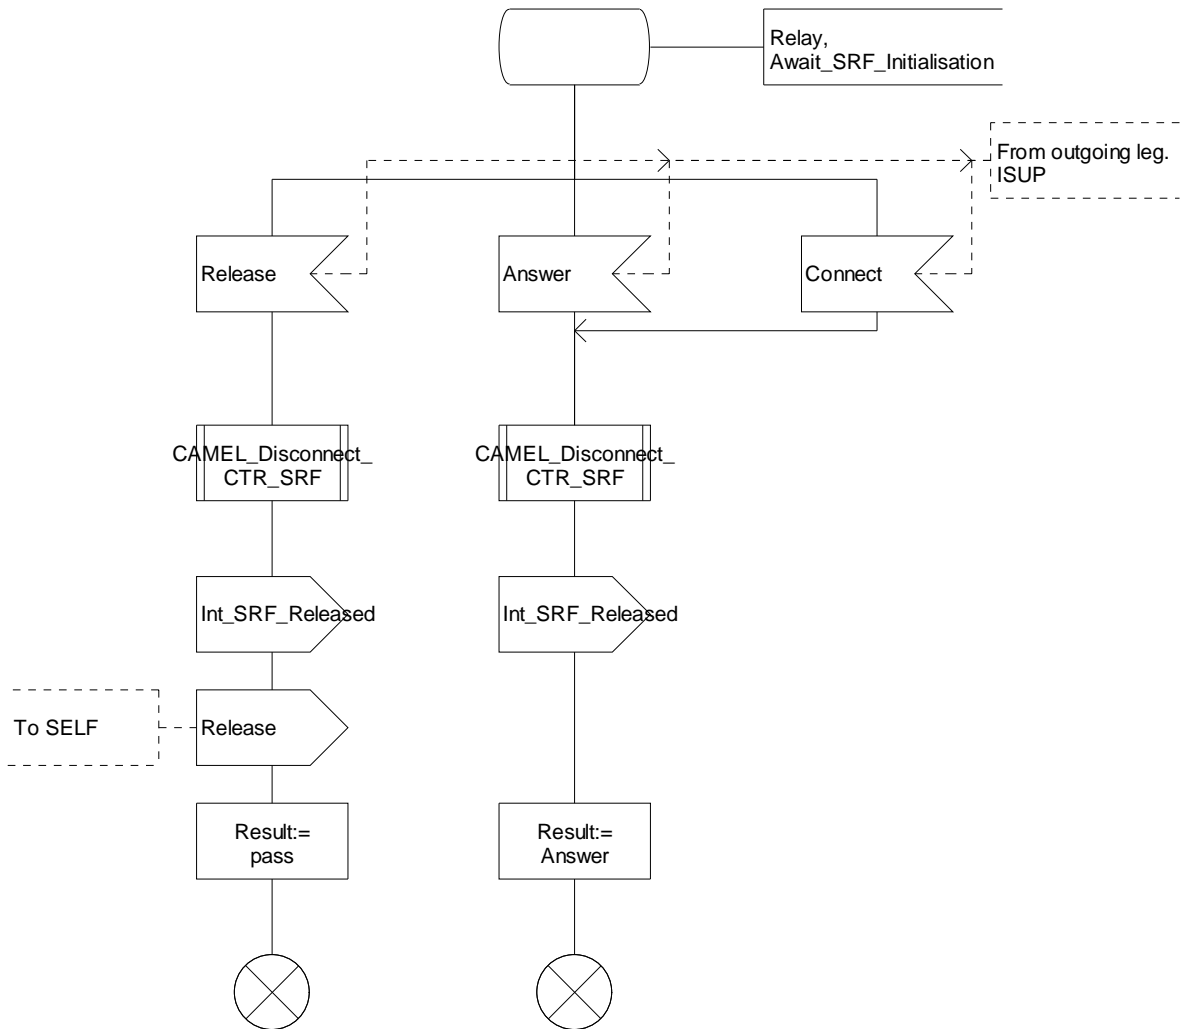 Relay,
Await_SRF_Initialisation
From outgoing leg.
ISUP
Release
Answer
Connect
CAMEL_Disconnect_
CTR_SRF
CAMEL_Disconnect_
CTR_SRF
Int_SRF_Released
Int_SRF_Released
To SELF
Release
Result:=
pass
Result:=
Answer